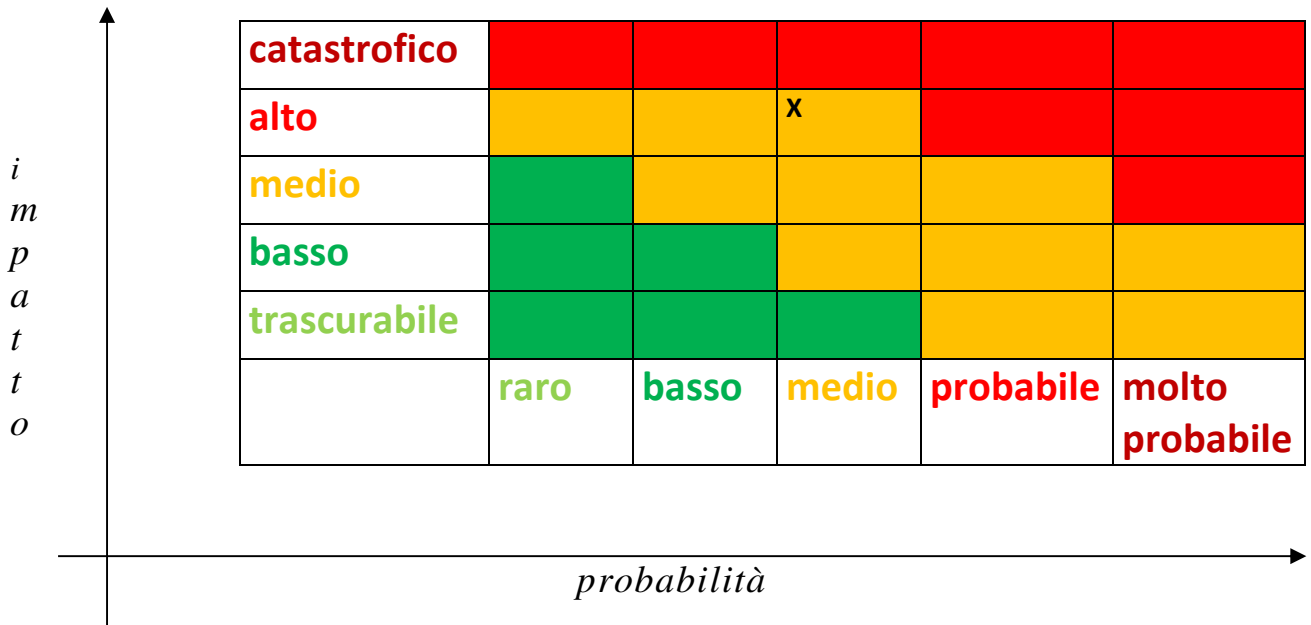 catastrofico
alto X
medio
basso
trascurabile
raro basso medio probabile molto
probabile
i
m
p
a
t
t
o
probabilità